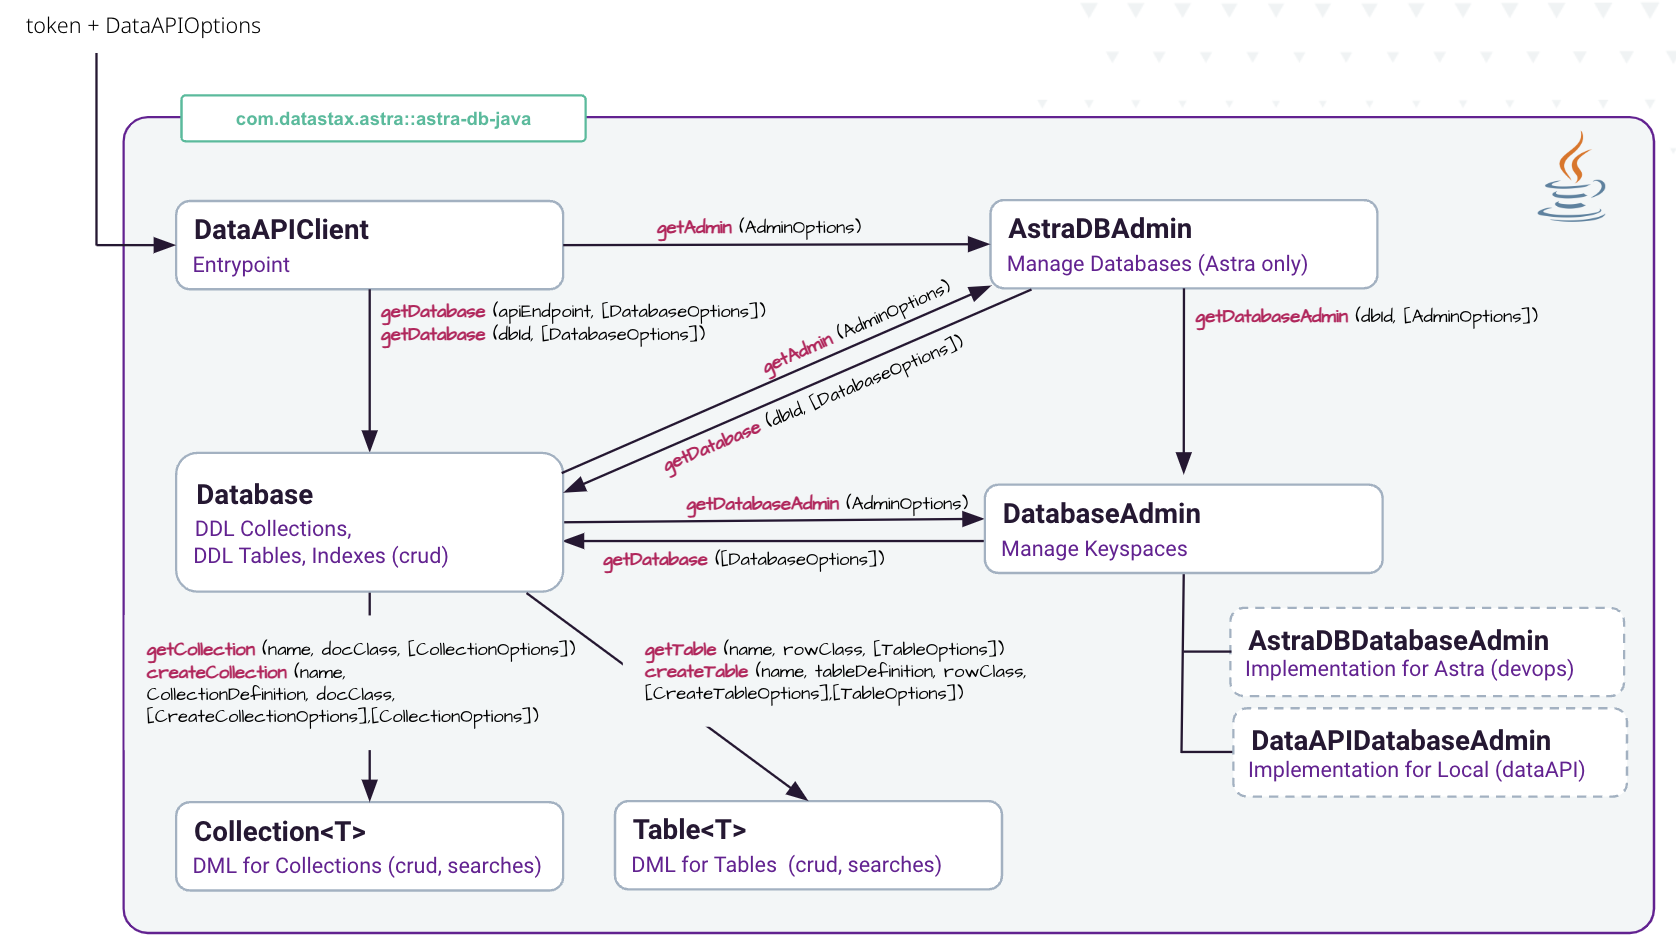 token + DataAPIOptions
com.datastax.astra::astra-db-java
DataAPIClient
Entrypoint
getAdmin (AdminOptions)
AstraDBAdmin
Manage Databases (Astra only)
getDatabase (apiEndpoint, [DatabaseOptions])
getDatabase (dbId, [DatabaseOptions])
getAdmin (AdminOptions)
getDatabase (dbId, [DatabaseOptions])
getDatabaseAdmin (dbId, [AdminOptions])
Database
DDL Collections,
DDL Tables, Indexes (crud)
getDatabaseAdmin (AdminOptions)
getDatabase ([DatabaseOptions])
DatabaseAdmin
Manage Keyspaces
getCollection (name, docClass, [CollectionOptions])
createCollection (name,
CollectionDefinition, docClass,
[CreateCollectionOptions],[CollectionOptions])
getTable (name, rowClass, [TableOptions])
createTable (name, tableDefinition, rowClass,
[CreateTableOptions],[TableOptions])
AstraDBDatabaseAdmin
Implementation for Astra (devops)
DataAPIDatabaseAdmin
Implementation for Local (dataAPI)
Collection<T>
DML for Collections (crud, searches)
Table<T>
DML for Tables  (crud, searches)